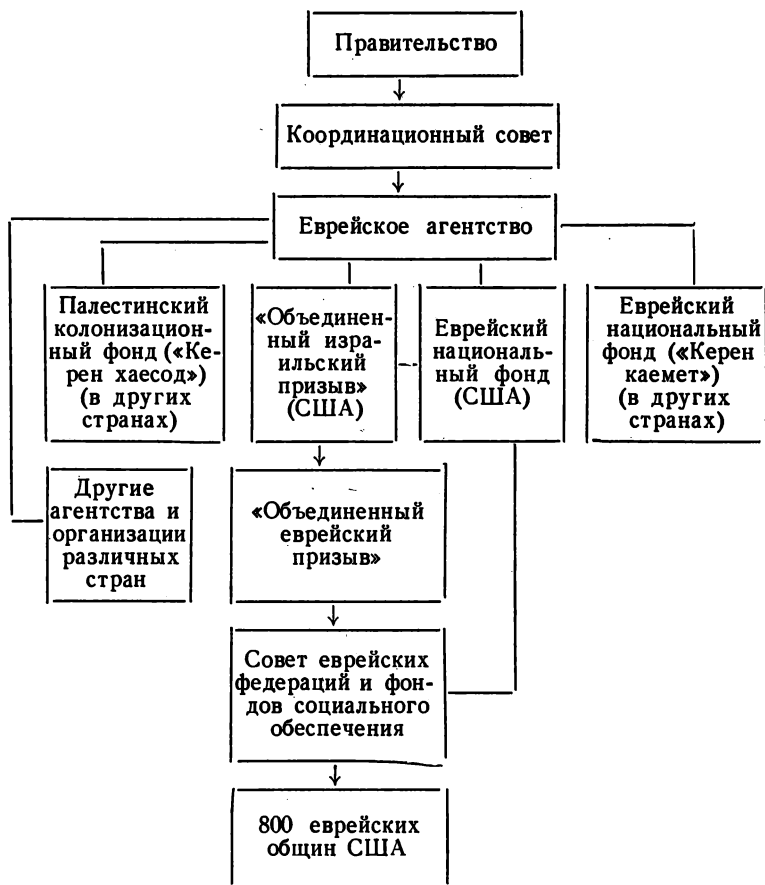 Правительство
Координационный совет
Еврейское агентство
Палестинский
колонизацион-
ный фонд («Ке-
рен хаесод»)
(в других
странах)
«Объединен-
ный изра-
ильский
призыв»
(США)
Еврейский
националь-
ный фонд
(США)
Еврейский
национальный
фонд («Керен
каемет»)
(в других
странах)
Другие
агентства и
организации
различных
стран
«Объединенный
еврейский
призыв»
Совет еврейских
федераций и фон-
дов социального
обеспечения
800 еврейских
общин США